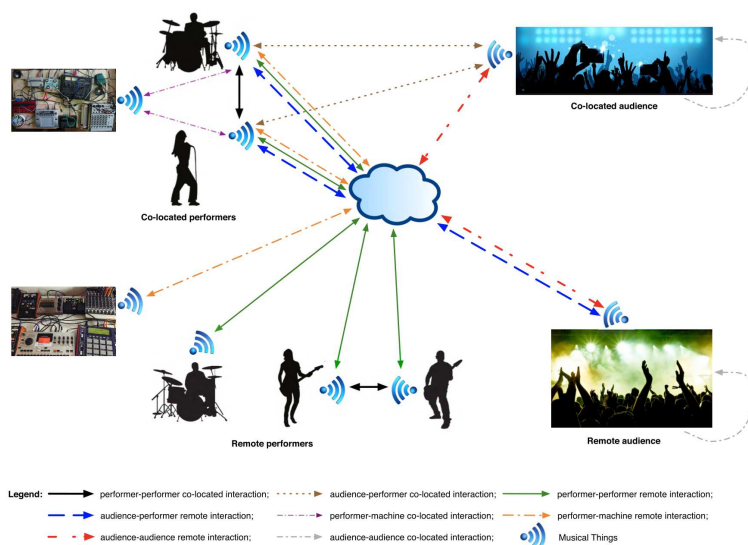 Co-located audience
Co-located performers
Remote performers
Remote audience
Legend: performer-performer co-located interaction; audience-performer co-located interaction; performer-performer remote interaction;
audience-performer remote interaction; performer-machine co-located interaction; performer-machine remote interaction;
audience-audience remote interaction; audience-audience co-located interaction; Musical Things